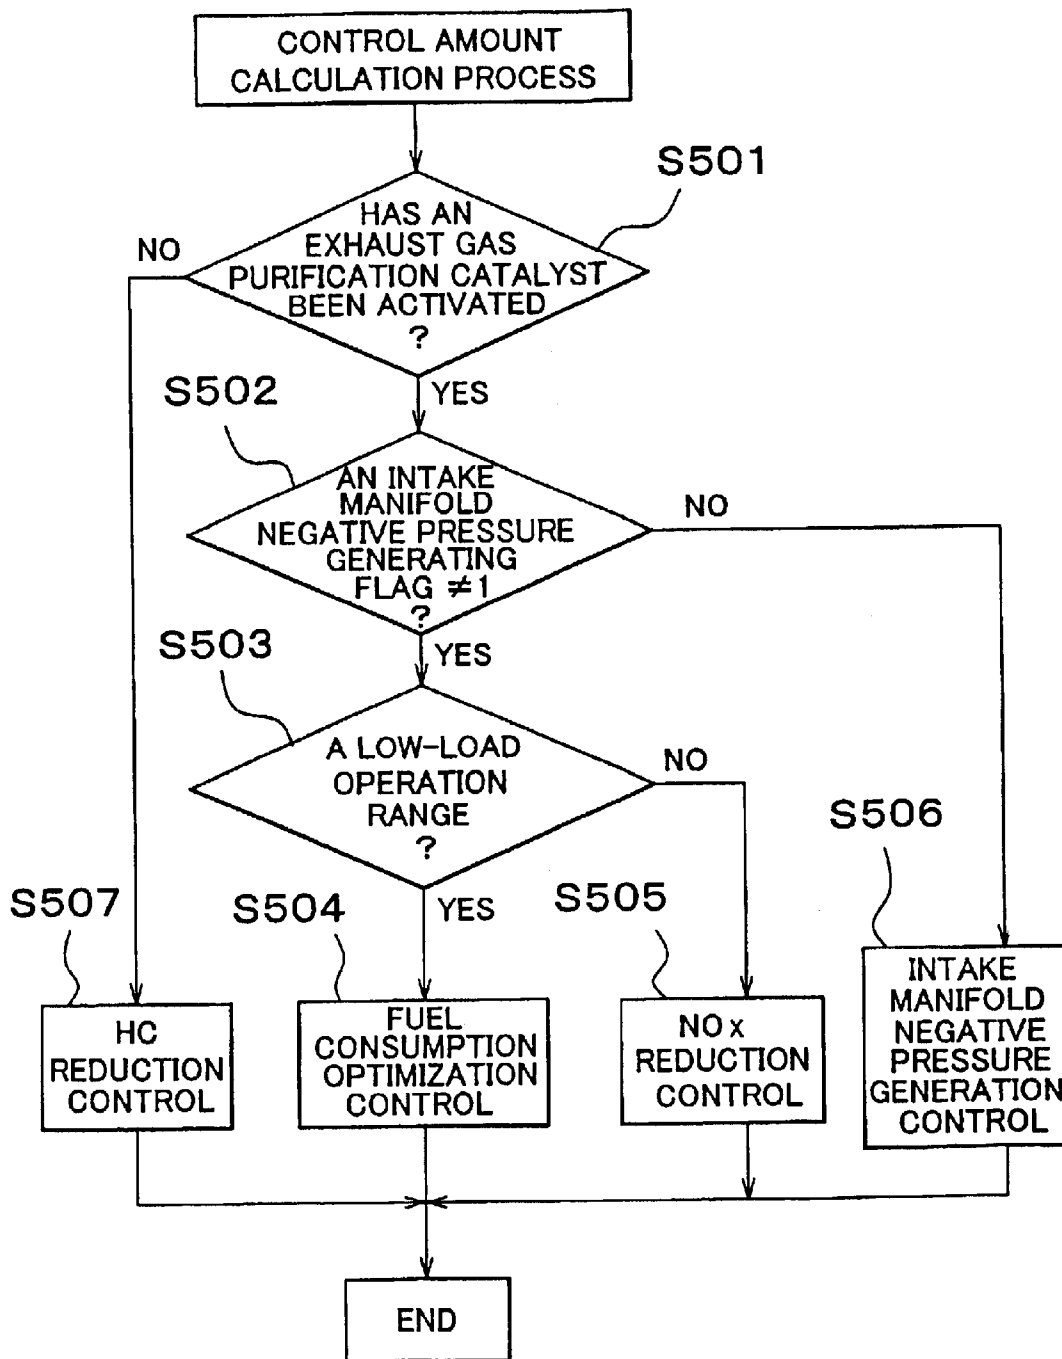 CONTROL AMOUNT
CALCULATION PROCESS
S501
HAS AN
EXHAUST GAS
PURIFICATION CATALYST
BEEN ACTIVATED
?
NO
YES
S502
AN INTAKE
MANIFOLD
NEGATIVE PRESSURE
GENERATING
FLAG ≠1
?
NO
YES
S503
A LOW-LOAD
OPERATION
RANGE
?
NO
YES
S507
HC
REDUCTION
CONTROL
S504
FUEL
CONSUMPTION
OPTIMIZATION
CONTROL
S505
NOx
REDUCTION
CONTROL
S506
INTAKE
MANIFOLD
NEGATIVE
PRESSURE
GENERATION
CONTROL
END